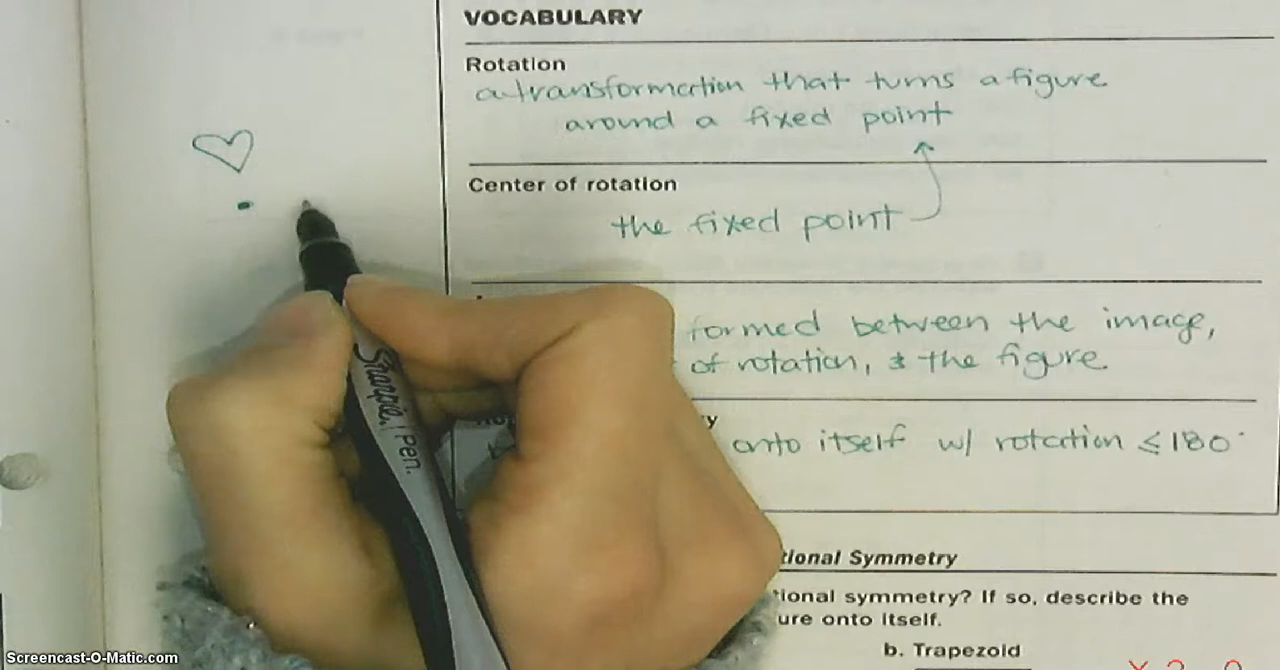 VOCABULARY
Rotation
a transformation that turns a figure
around a fixed point
Center of rotation
the fixed point
formed between the image,
of rotation, & the figure
onto itself w/ rotation ≤ 180°
tional Symmetry
tional symmetry? If so, describe the
ure onto itself.
b. Trapezoid
Sharpie. Pen.
Screencast-O-Matic.com